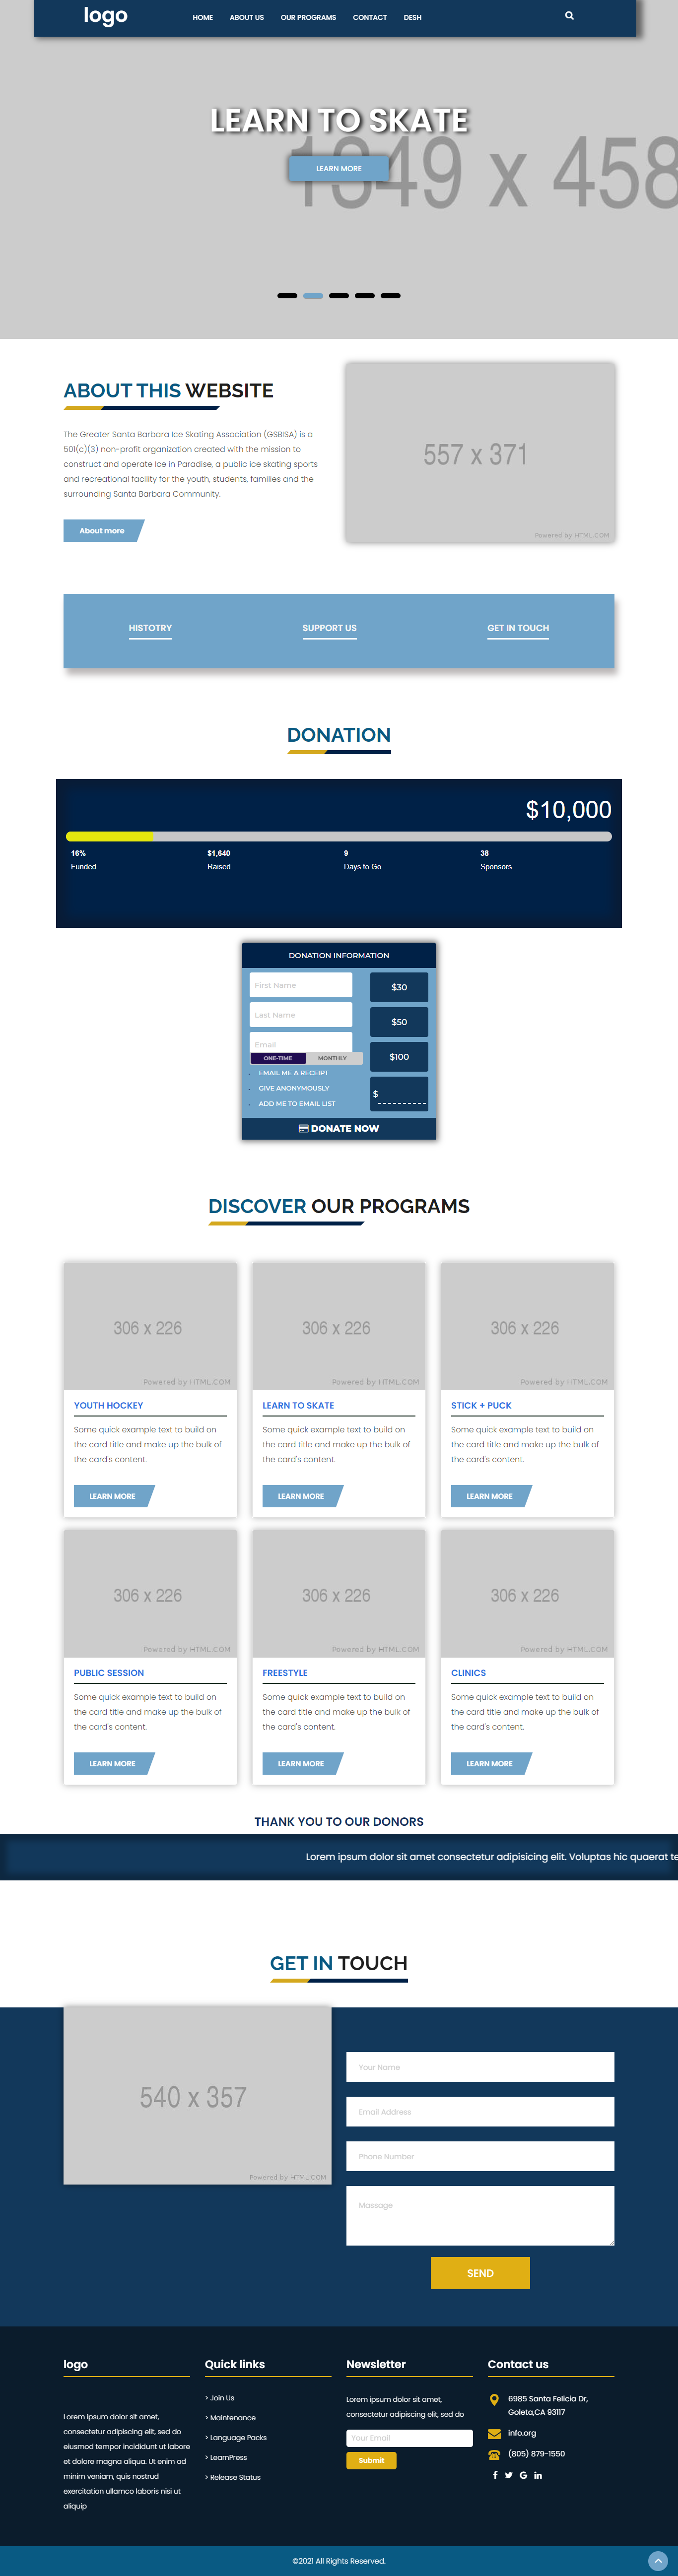 logo
HOME ABOUT US OUR PROGRAMS CONTACT DESH
LEARN TO SKATE
1349 x 458
LEARN MORE
ABOUT THIS WEBSITE
The Greater Santa Barbara Ice Skating Association (GSBISA) is a
501(c)(3) non-profit organization created with the mission to
construct and operate Ice in Paradise, a public ice skating sports
and recreational facility for the youth, students, families and the
surrounding Santa Barbara Community.
About more
557 x 371
Powered by HTML.COM
HISTOTRY SUPPORT US GET IN TOUCH
DONATION
$10,000
16% $1,640 9 38
Funded Raised Days to Go Sponsors
DONATION INFORMATION
First Name
Last Name
Email
ONE-TIME MONTHLY
EMAIL ME A RECEIPT
GIVE ANONYMOUSLY
ADD ME TO EMAIL LIST
$30
$50
$100
$
DONATE NOW
DISCOVER OUR PROGRAMS
306 x 226 306 x 226 306 x 226
Powered by HTML.COM Powered by HTML.COM Powered by HTML.COM
YOUTH HOCKEY LEARN TO SKATE STICK + PUCK
Some quick example text to build on Some quick example text to build on Some quick example text to build on
the card title and make up the bulk of the card title and make up the bulk of the card title and make up the bulk of
the card's content. the card's content. the card's content.
LEARN MORE LEARN MORE LEARN MORE
306 x 226 306 x 226 306 x 226
Powered by HTML.COM Powered by HTML.COM Powered by HTML.COM
PUBLIC SESSION FREESTYLE CLINICS
Some quick example text to build on Some quick example text to build on Some quick example text to build on
the card title and make up the bulk of the card title and make up the bulk of the card title and make up the bulk of
the card's content. the card's content. the card's content.
LEARN MORE LEARN MORE LEARN MORE
THANK YOU TO OUR DONORS
Lorem ipsum dolor sit amet consectetur adipisicing elit. Voluptas hic quaerat te
GET IN TOUCH
540 x 357
Powered by HTML.COM
Your Name
Email Address
Phone Number
Massage
SEND
logo
Lorem ipsum dolor sit amet,
consectetur adipiscing elit, sed do
eiusmod tempor incididunt ut labore
et dolore magna aliqua. Ut enim ad
minim veniam, quis nostrud
exercitation ullamco laboris nisi ut
aliquip
Quick links
> Join Us
> Maintenance
> Language Packs
> LearnPress
> Release Status
Newsletter
Lorem ipsum dolor sit amet,
consectetur adipiscing elit, sed do
Your Email
Submit
Contact us
6985 Santa Felicia Dr,
Goleta,CA 93117
info.org
(805) 879-1550
©2021 All Rights Reserved.